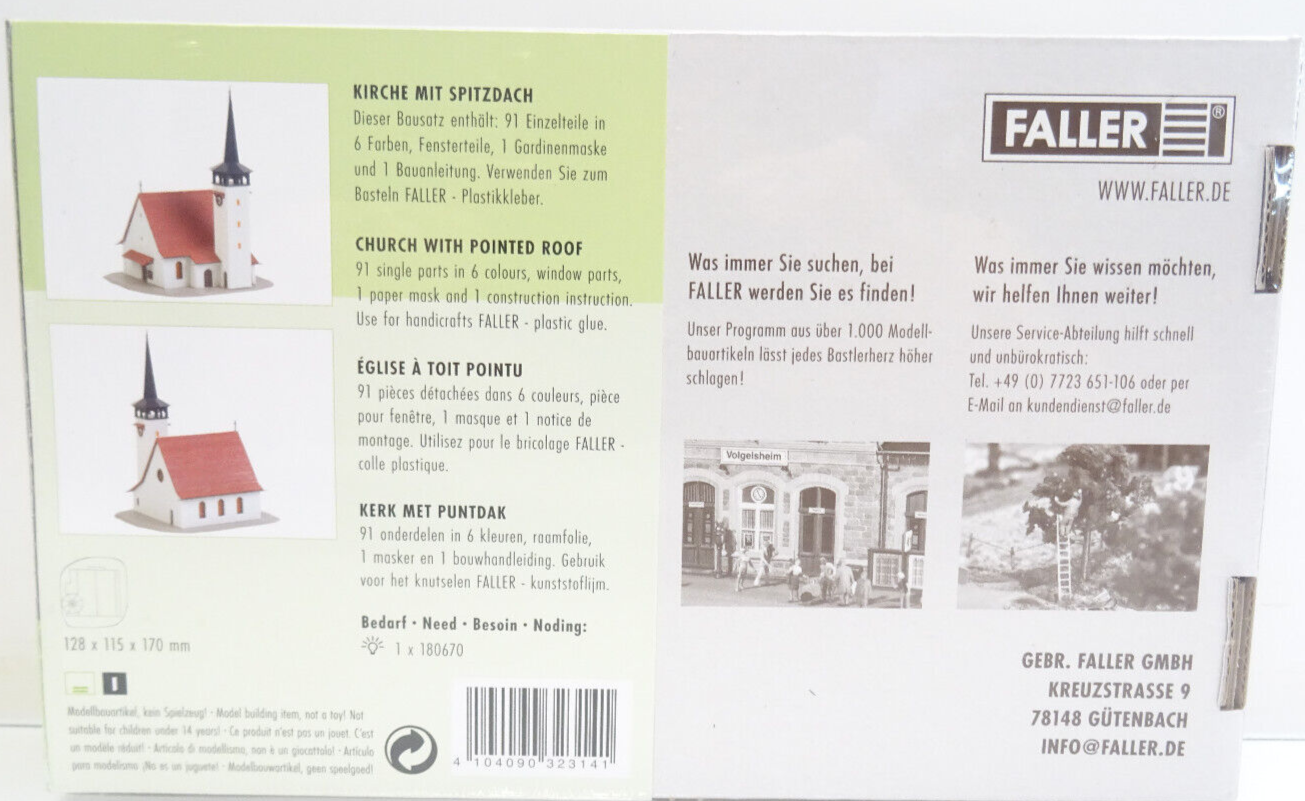 KIRCHE MIT SPITZDACH
Dieser Bausatz enthält: 91 Einzelteile in
6 Farben, Fensterteile, 1 Gardinenmaske
und 1 Bauanleitung. Verwenden Sie zum
Basteln FALLER - Plastikkleber.
CHURCH WITH POINTED ROOF
91 single parts in 6 colours, window parts,
1 paper mask and 1 construction instruction.
Use for handicrafts FALLER - plastic glue.
ÉGLISE À TOIT POINTU
91 pièces détachées dans 6 couleurs, pièce
pour fenêtre, 1 masque et 1 notice de
montage. Utilisez pour le bricolage FALLER -
colle plastique.
KERK MET PUNTDAK
91 onderdelen in 6 kleuren, raamfolie,
1 masker en 1 bouwhandleiding. Gebruik
voor het knutselen FALLER - kunststoflijm.
Bedarf · Need · Besoin · Noding:
1 x 180670
128 x 115 x 170 mm
I
Modellbauartikel, kein Spielzeug! · Model building item, not a toy! Not
suitable for children under 14 years! · Ce produit n'est pas un jouet. C'est
un modèle réduit! · Articolo di modellismo, non è un giocattolo! · Artículo
para modelismo ¡No es un juguete! · Modelbouwartikel, geen speelgoed!
4 104090 323141
FALLER ®
WWW.FALLER.DE
Was immer Sie suchen, bei
FALLER werden Sie es finden!
Unser Programm aus über 1.000 Modell-
bauartikeln lässt jedes Bastlerherz höher
schlagen!
Volgelsheim
Was immer Sie wissen möchten,
wir helfen Ihnen weiter!
Unsere Service-Abteilung hilft schnell
und unbürokratisch:
Tel. +49 (0) 7723 651-106 oder per
E-Mail an kundendienst@faller.de
GEBR. FALLER GMBH
KREUZSTRASSE 9
78148 GÜTENBACH
INFO@FALLER.DE